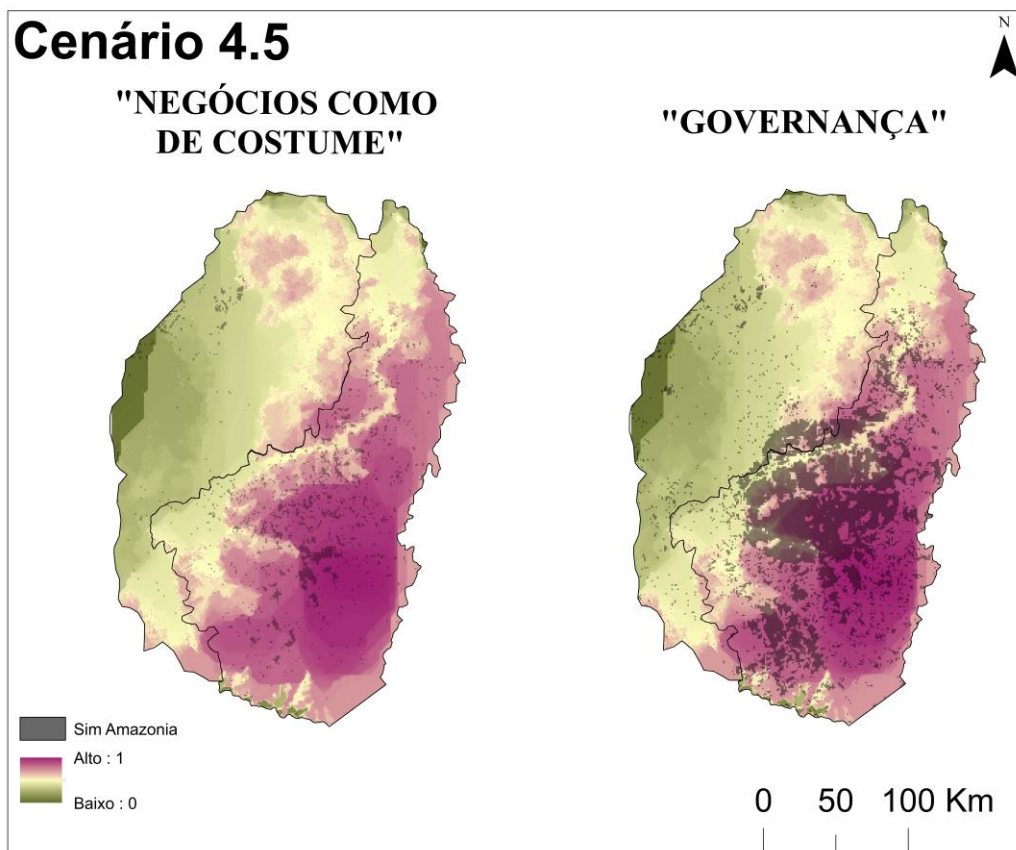 Cenário 4.5
N
"NEGÓCIOS COMO
DE COSTUME"
"GOVERNANÇA"
Sim Amazonia
Alto : 1
Baixo : 0
0 50 100 Km